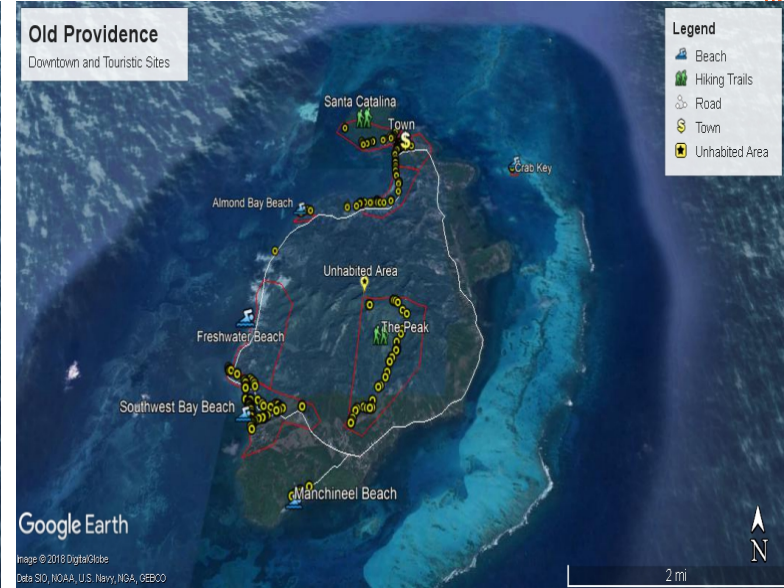 Old Providence
Downtown and Touristic Sites
Legend
Beach
Hiking Trails
Road
$ Town
Unhabited Area
Santa Catalina
Town
$
Crab Key
Almond Bay Beach
Unhabited Area
The Peak
Freshwater Beach
Southwest Bay Beach
Manchineel Beach
Google Earth
Image © 2018 DigitalGlobe
Data SIO, NOAA, U.S. Navy, NGA, GEBCO
N
2 mi